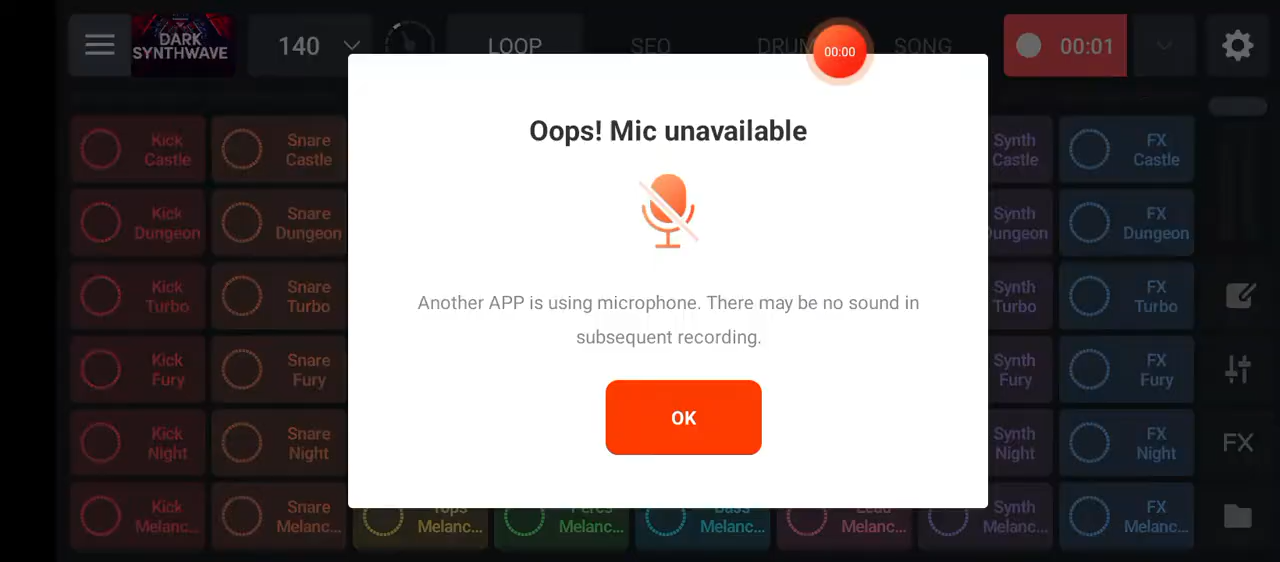 DARK
SYNTHWAVE
140
LOOP
SEQ
DRUM
SONG
00:00
00:01
Oops! Mic unavailable
Another APP is using microphone. There may be no sound in
subsequent recording.
OK
Kick
Castle
Snare
Castle
Synth
Castle
FX
Castle
Kick
Dungeon
Snare
Dungeon
Synth
Dungeon
FX
Dungeon
Kick
Turbo
Snare
Turbo
Synth
Turbo
FX
Turbo
Kick
Fury
Snare
Fury
Synth
Fury
FX
Fury
Kick
Night
Snare
Night
Synth
Night
FX
Night
FX
Kick
Melanc...
Snare
Melanc...
Tops
Melanc...
Percs
Melanc...
Bass
Melanc...
Lead
Melanc...
Synth
Melanc...
FX
Melanc...